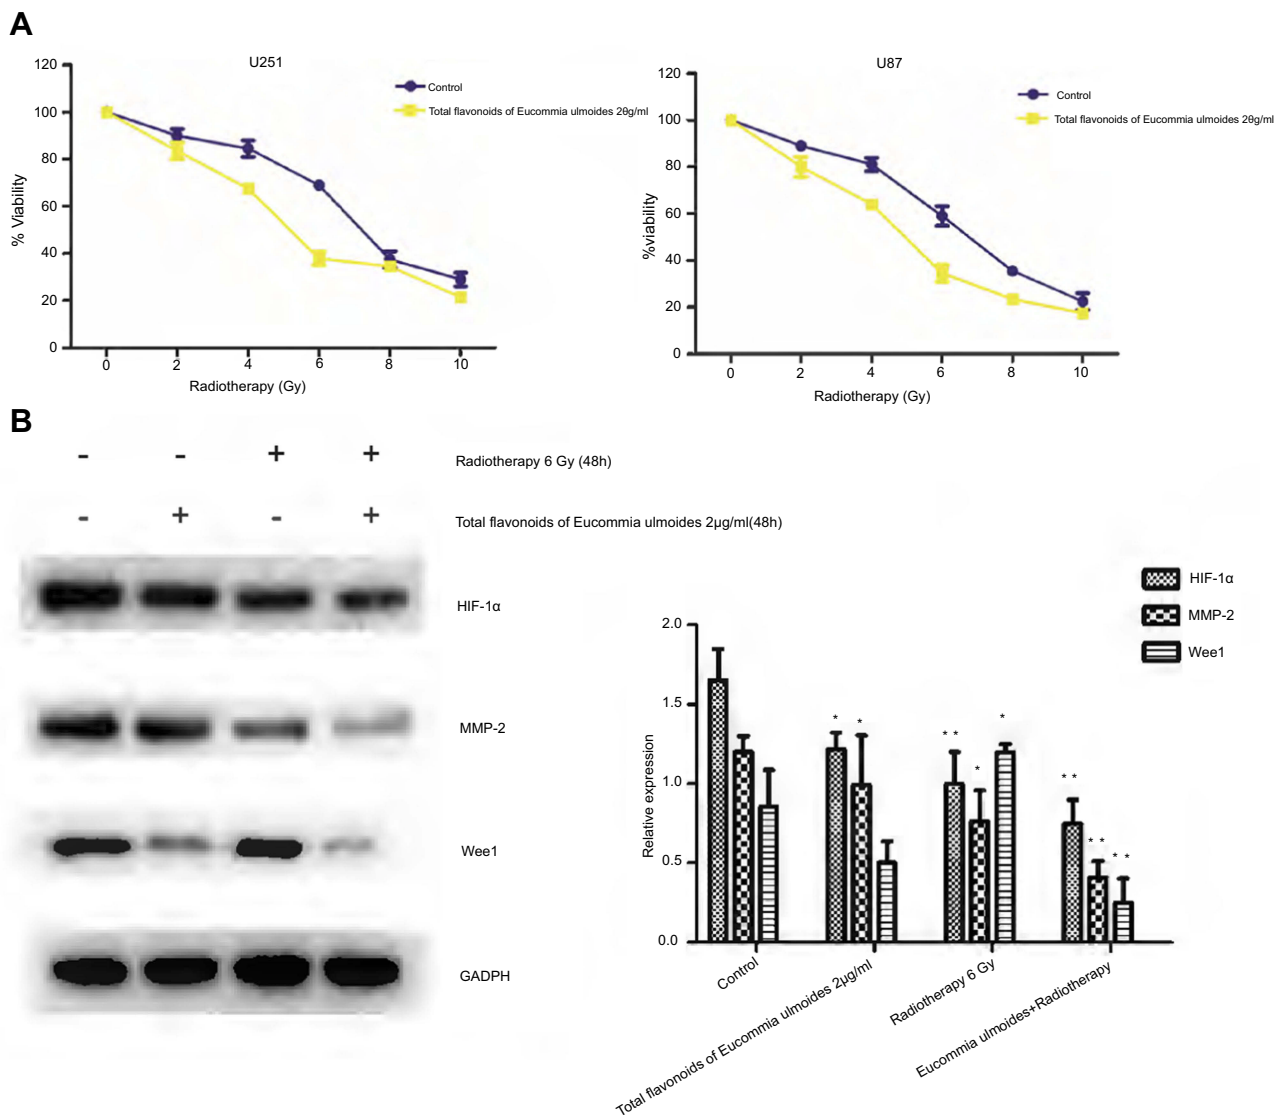 A
U251
120
100
80
60
40
20
0
% Viability
0 2 4 6 8 10
Radiotherapy (Gy)
Control
Total flavonoids of Eucommia ulmoides 2θg/ml
U87
120
100
80
60
40
20
0
%viability
0 2 4 6 8 10
Radiotherapy (Gy)
Control
Total flavonoids of Eucommia ulmoides 2θg/ml
B
- - + + Radiotherapy 6 Gy (48h)
- + - + Total flavonoids of Eucommia ulmoides 2μg/ml(48h)
HIF-1α
MMP-2
Wee1
GADPH
HIF-1α
MMP-2
Wee1
2.0
1.5
1.0
0.5
0.0
Relative expression
* *
* * * *
* * * * * *
Control
Total flavonoids of Eucommia ulmoides 2μg/ml
Radiotherapy 6 Gy
Eucommia ulmoides+Radiotherapy